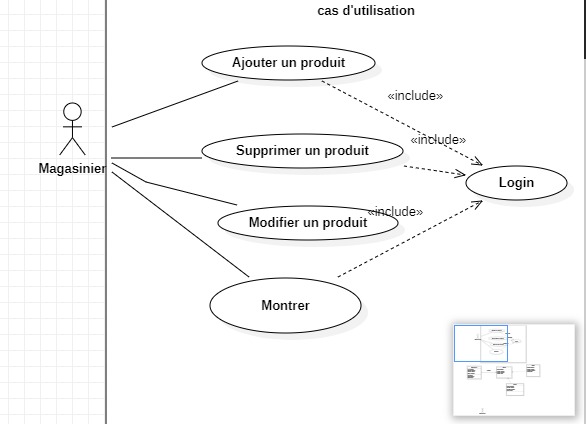 cas d'utilisation
Ajouter un produit
«include»
«include»
Supprimer un produit
Magasinier
Login
«include»
Modifier un produit
Montrer